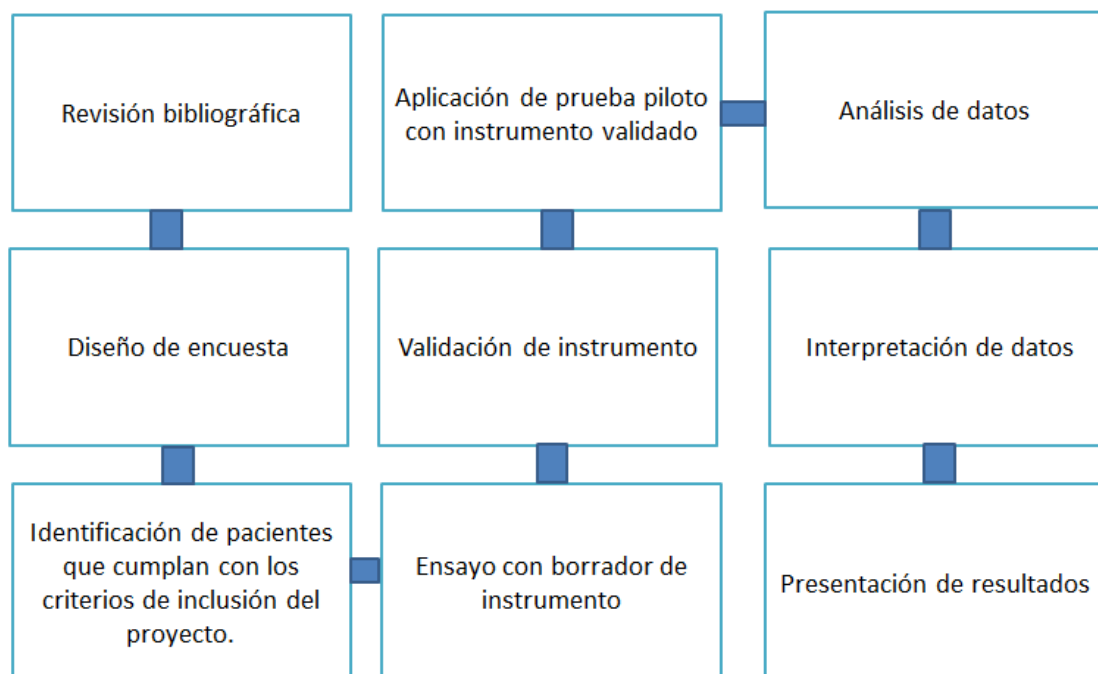 Revisión bibliográfica
Diseño de encuesta
Identificación de pacientes
que cumplan con los
criterios de inclusión del
proyecto.
Ensayo con borrador de
instrumento
Validación de instrumento
Aplicación de prueba piloto
con instrumento validado
Análisis de datos
Interpretación de datos
Presentación de resultados